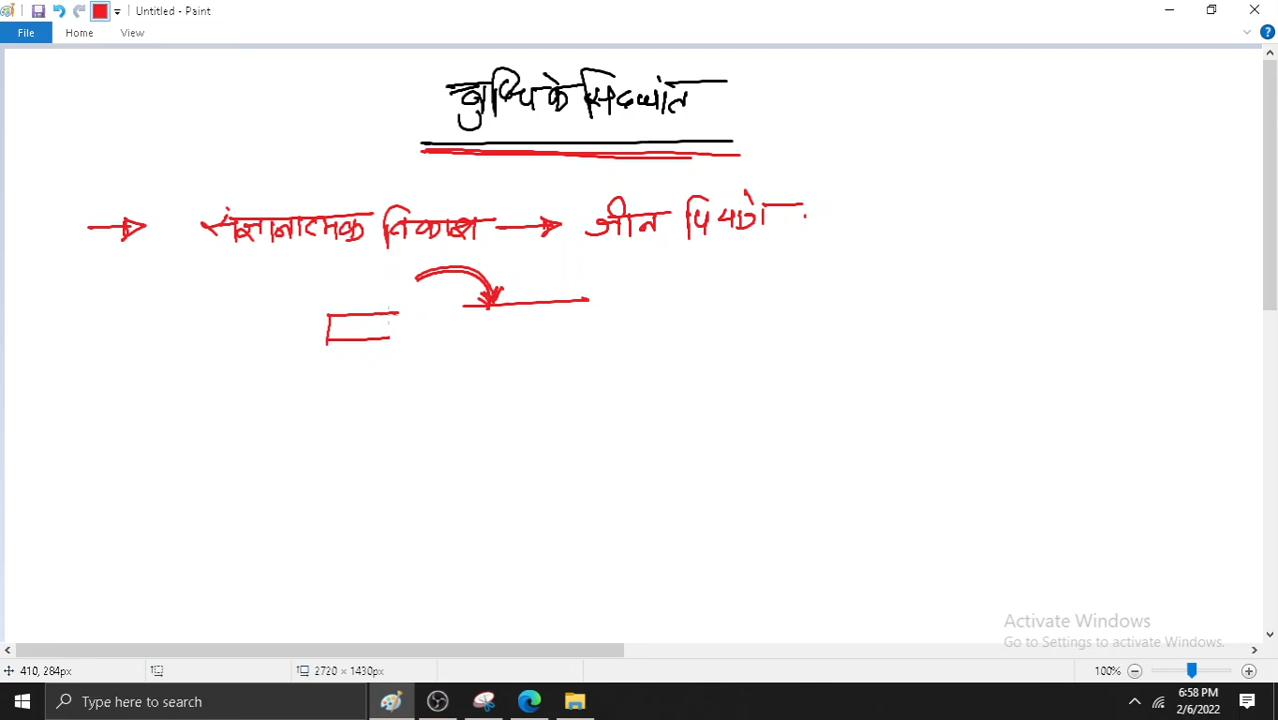 Untitled - Paint
File Home View
बुध्दि के सिद्धांत
संज्ञानात्मक विकास जीन पियाजे
Activate Windows
Go to Settings to activate Windows.
410, 284px 2720 × 1430px 100%
Type here to search 6:58 PM
2/6/2022